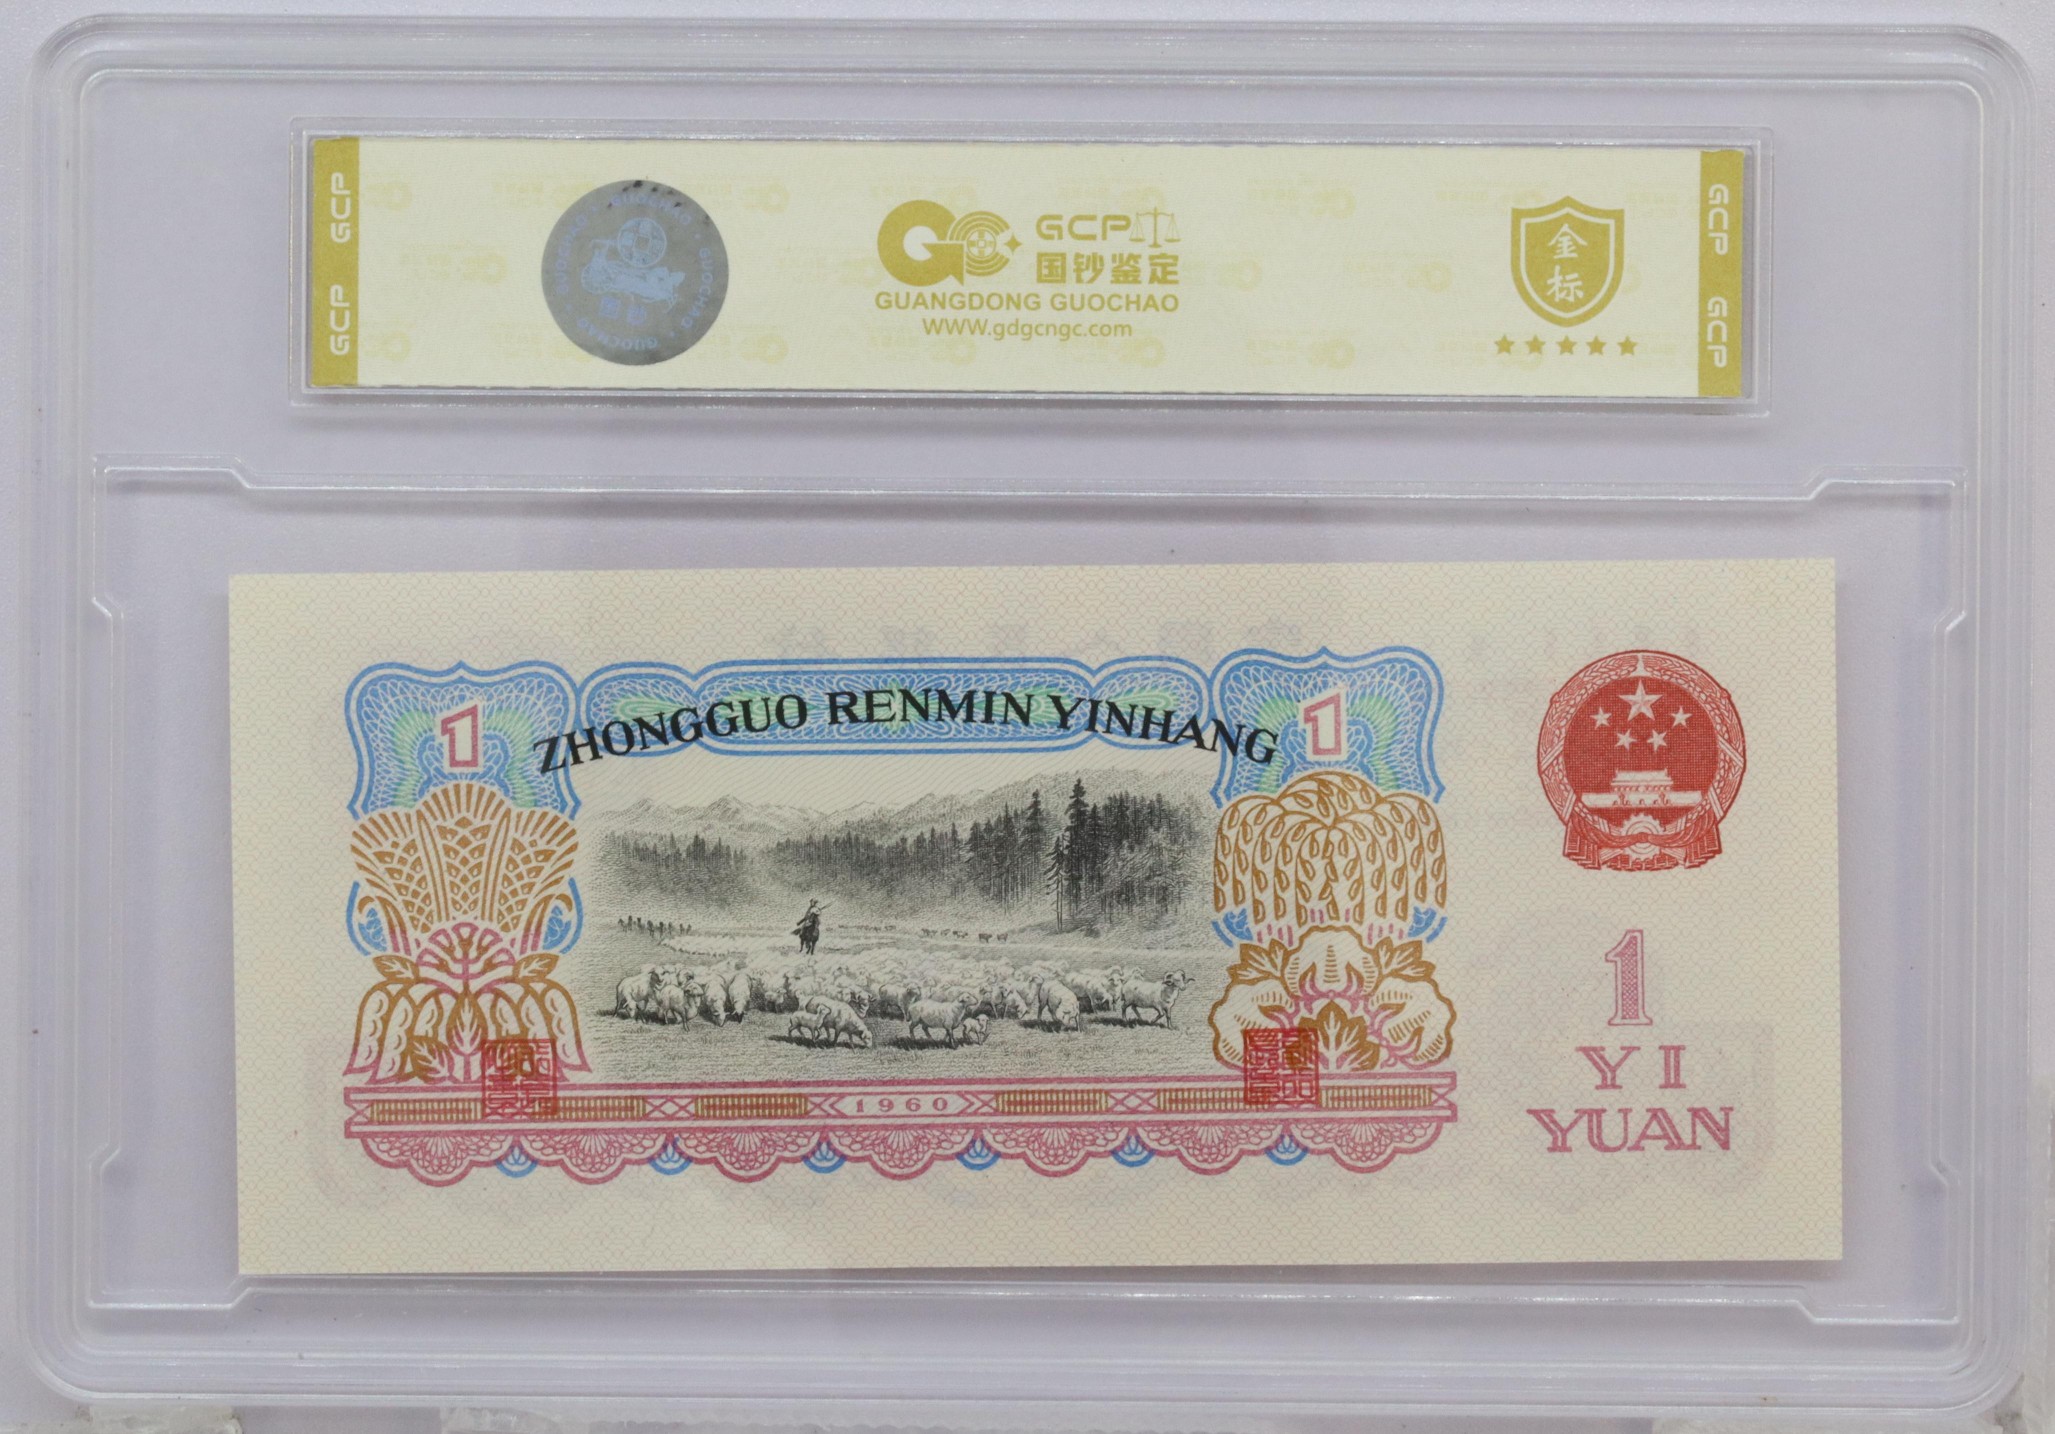 GCP
GCP
GUOCHAO
GCP
国钞鉴定
GUANGDONG GUOCHAO
WWW.gdgcngc.com
金
标
GCP
GCP
1
ZHONGGUO RENMIN YINHANG
1
1960
1
YI
YUAN